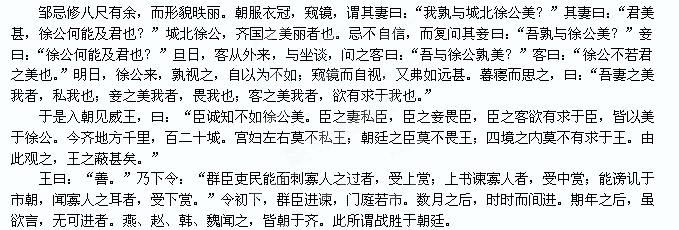 邹忌修八尺有余，而形貌昳丽。朝服衣冠，窥镜，谓其妻曰：“我孰与城北徐公美？”其妻曰：“君美
甚，徐公何能及君也？”城北徐公，齐国之美丽者也。忌不自信，而复问其妾曰：“吾孰与徐公美？”妾
曰：“徐公何能及君也？”旦日，客从外来，与坐谈，问之客曰：“吾与徐公孰美？”客曰：“徐公不若君
之美也。”明日，徐公来，孰视之，自以为不如；窥镜而自视，又弗如远甚。暮寝而思之，曰：“吾妻之美
我者，私我也；妾之美我者，畏我也；客之美我者，欲有求于我也。”
于是入朝见威王，曰：“臣诚知不如徐公美。臣之妻私臣，臣之妾畏臣，臣之客欲有求于臣，皆以美
于徐公。今齐地方千里，百二十城。宫妇左右莫不私王；朝廷之臣莫不畏王；四境之内莫不有求于王。由
此观之，王之蔽甚矣。”
王曰：“善。”乃下令：“群臣吏民能面刺寡人之过者，受上赏；上书谏寡人者，受中赏；能谤讥于
市朝，闻寡人之耳者，受下赏。”令初下，群臣进谏，门庭若市。数月之后，时时而间进。期年之后，虽
欲言，无可进者。燕、赵、韩、魏闻之，皆朝于齐。此所谓战胜于朝廷。